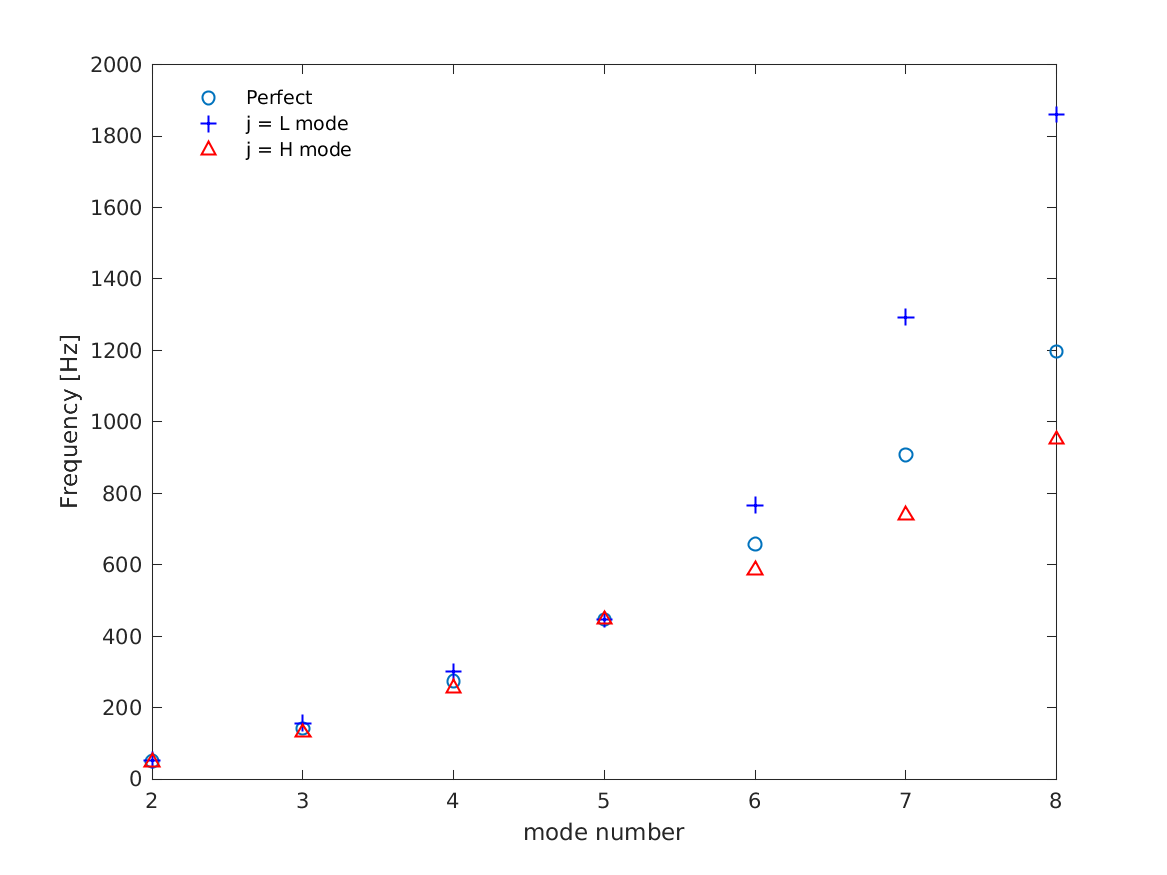 2000
1800
1600
1400
1200
1000
800
600
400
200
0
Frequency [Hz]
Perfect
j = L mode
j = H mode
2 3 4 5 6 7 8
mode number